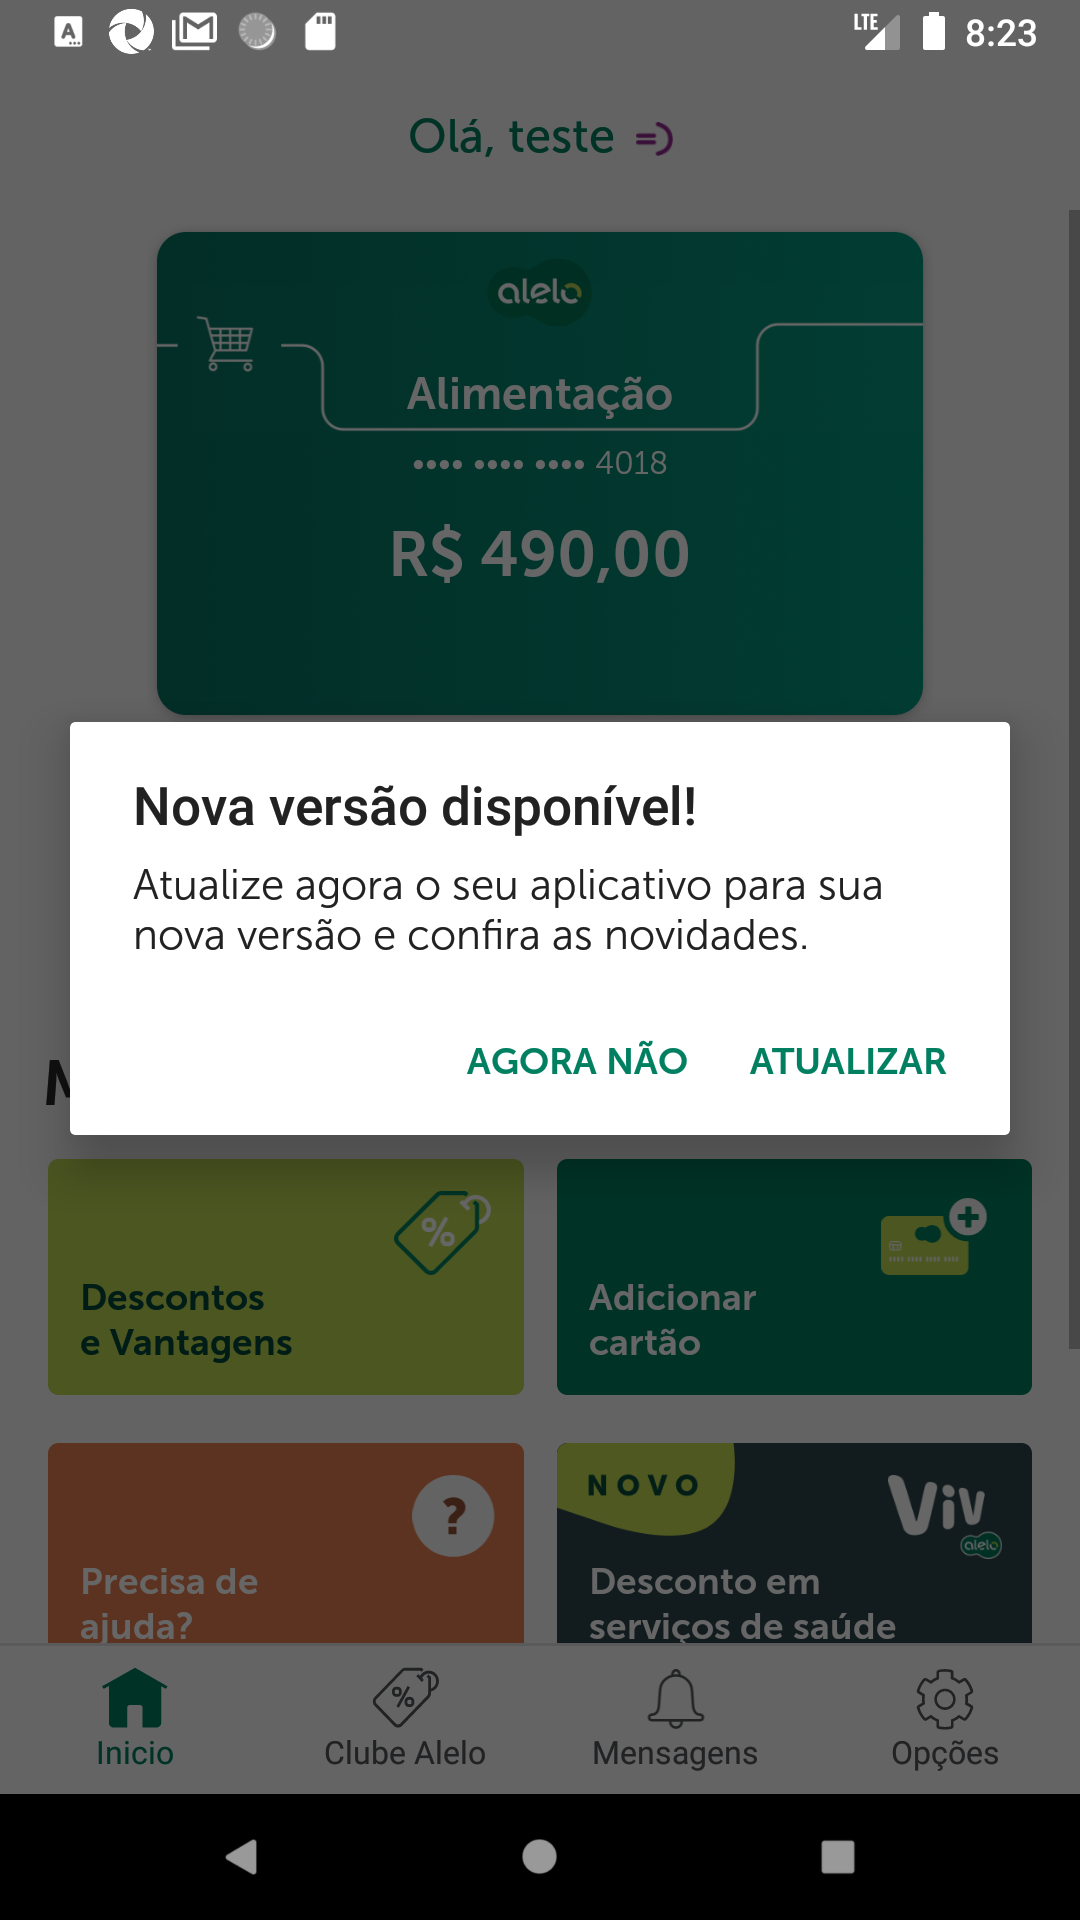 LTE 8:23
Olá, teste =)
alelo
Alimentação
•••• •••• •••• 4018
R$ 490,00
Nova versão disponível!
Atualize agora o seu aplicativo para sua
nova versão e confira as novidades.
AGORA NÃO ATUALIZAR
%
Descontos
e Vantagens
Adicionar
cartão
?
Precisa de
ajuda?
NOVO
Viv
alelo
Desconto em
serviços de saúde
Inicio
Clube Alelo
Mensagens
Opções